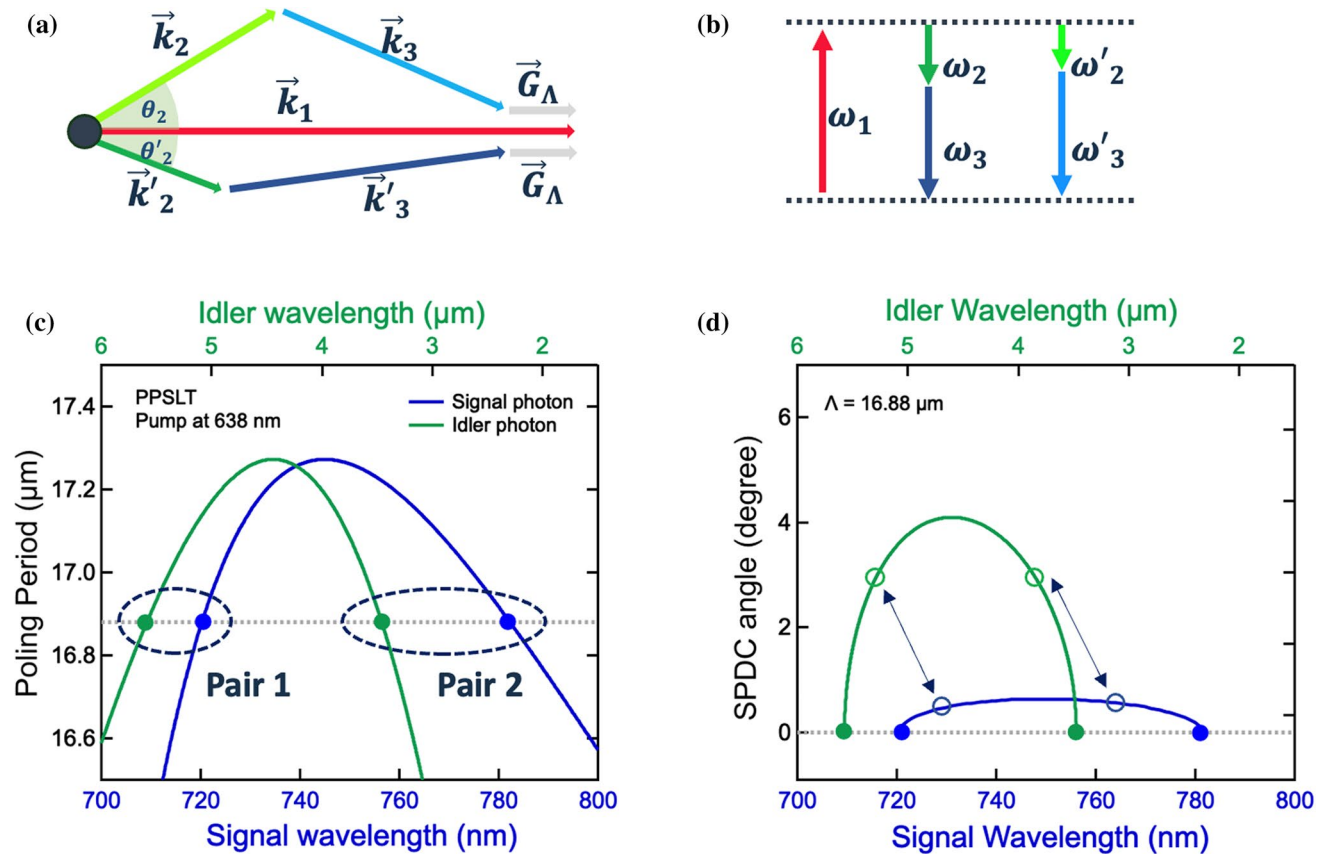 (a)
k⃗₂
k⃗₃
G⃗_Λ
θ₂
k⃗₁
θ'₂
k⃗'₂
k⃗'₃
G⃗_Λ
(b)
ω₁
ω₂
ω'₂
ω₃
ω'₃
(c)
Idler wavelength (μm)
6 5 4 3 2
PPSLT
Pump at 638 nm
Signal photon
Idler photon
Poling Period (μm)
17.4
17.2
17.0
16.8
16.6
Pair 1
Pair 2
700 720 740 760 780 800
Signal wavelength (nm)
(d)
Idler Wavelength (μm)
6 5 4 3 2
Λ = 16.88 μm
SPDC angle (degree)
6
4
2
0
700 720 740 760 780 800
Signal Wavelength (nm)